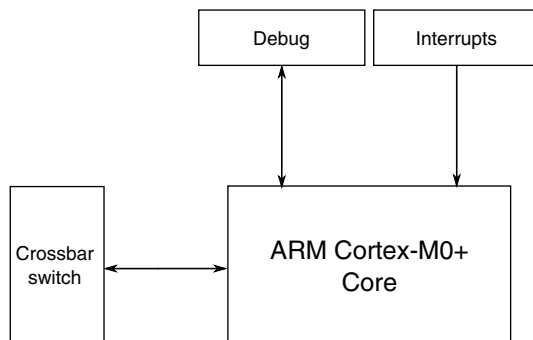 Debug
Interrupts
Crossbar
switch
ARM Cortex-M0+
Core